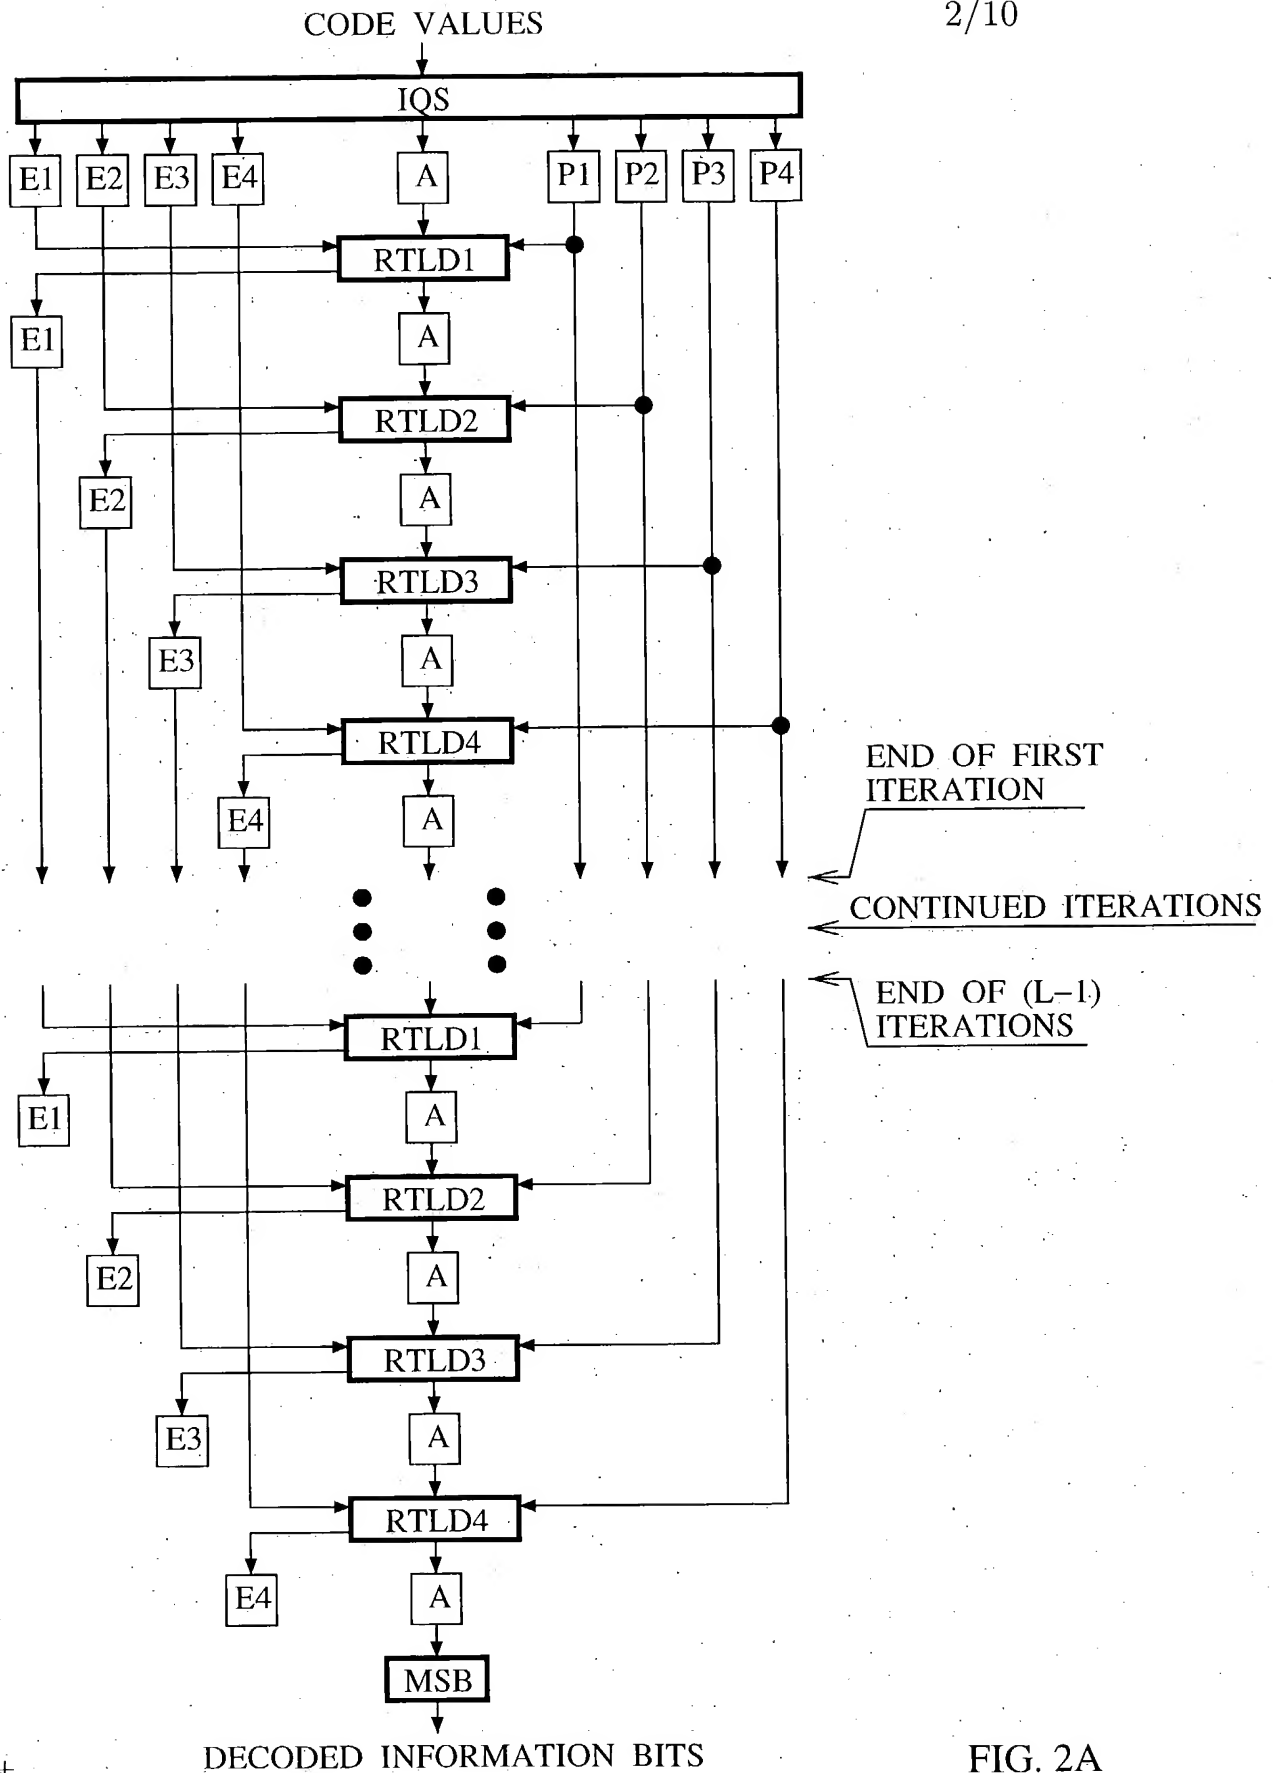 CODE VALUES
2/10
IQS
E1 E2 E3 E4 A P1 P2 P3 P4
RTLD1
E1 A
RTLD2
E2 A
RTLD3
E3 A
RTLD4
END OF FIRST
ITERATION
E4 A
CONTINUED ITERATIONS
END OF (L-1)
ITERATIONS
RTLD1
E1 A
RTLD2
E2 A
RTLD3
E3 A
RTLD4
E4 A
MSB
DECODED INFORMATION BITS
FIG. 2A